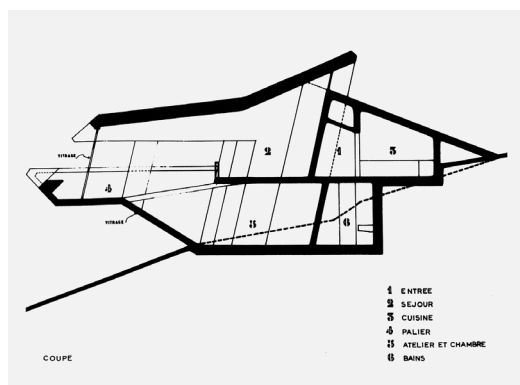 VITRAGE
2
1
3
4
VITRAGE
5
6
1 ENTREE
2 SEJOUR
3 CUISINE
4 PALIER
5 ATELIER ET CHAMBRE
6 BAINS
COUPE